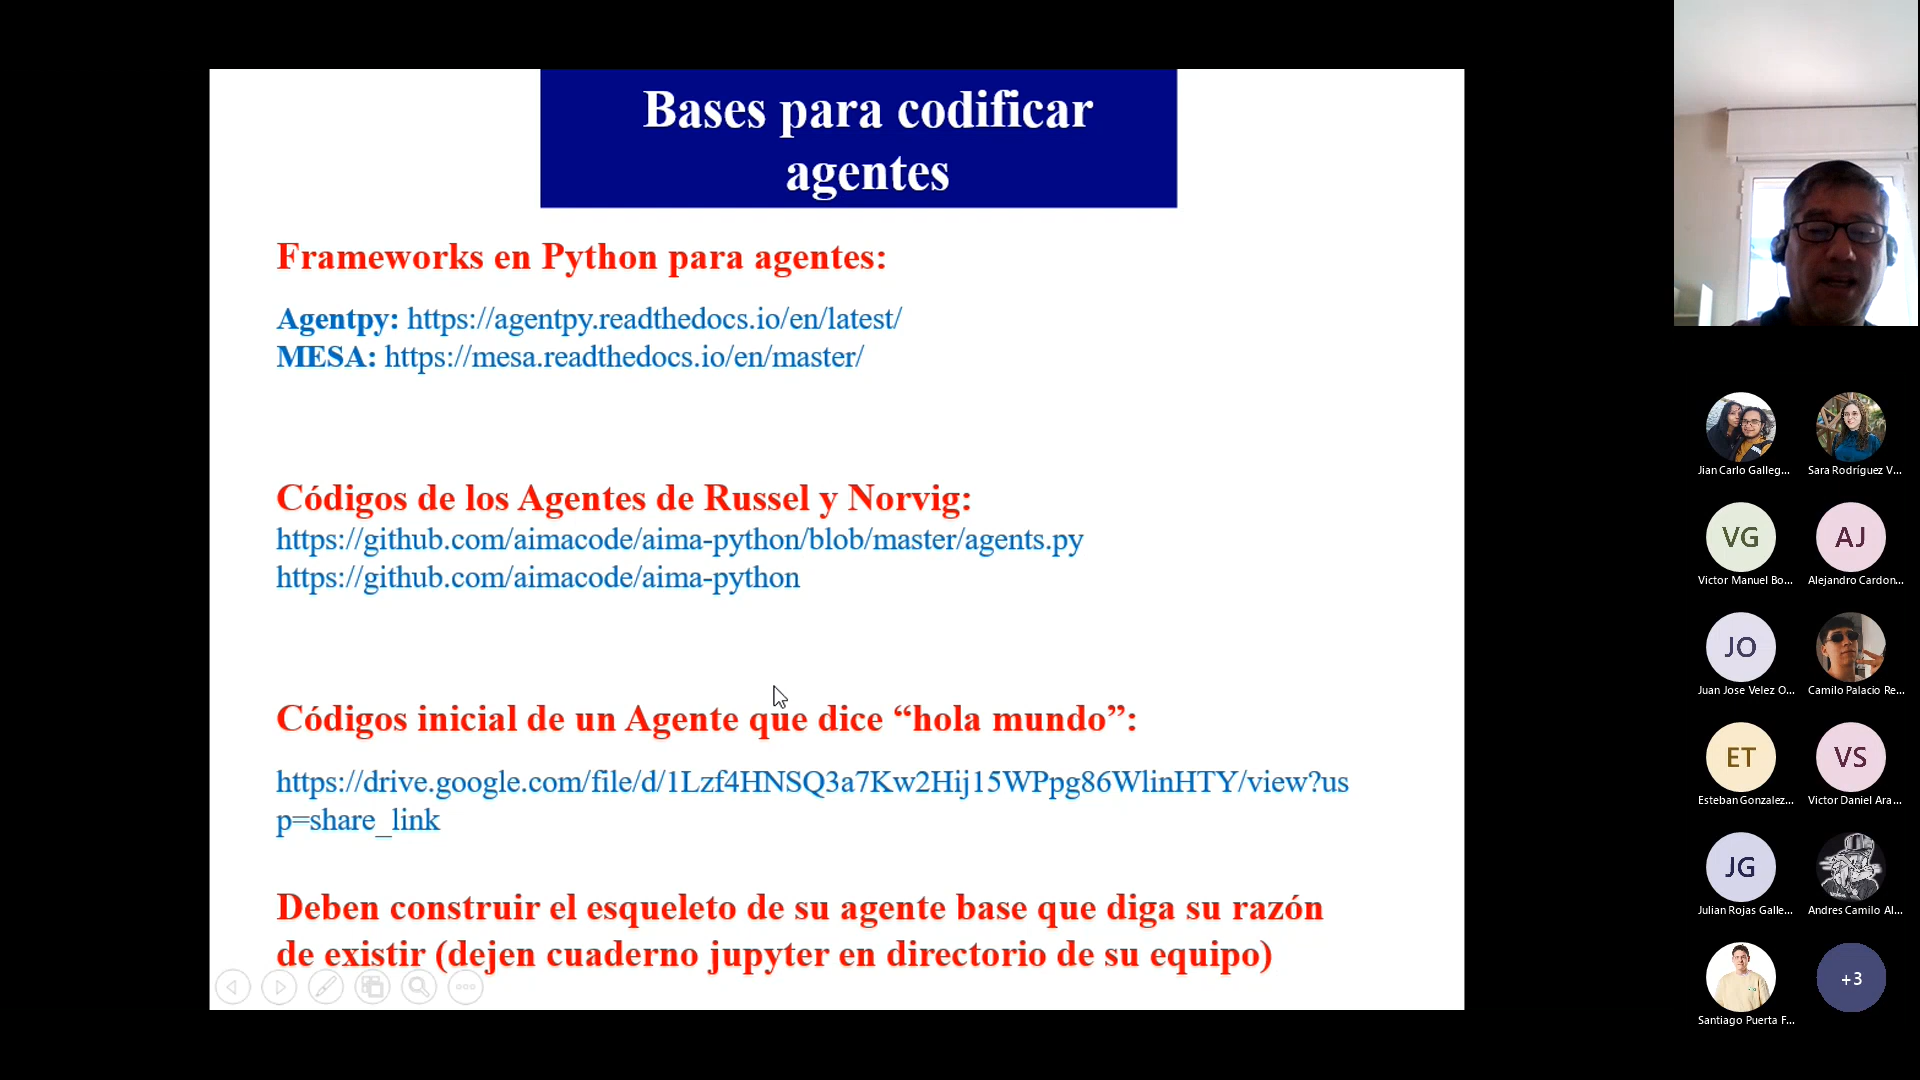 Bases para codificar
agentes
Frameworks en Python para agentes:
Agentpy: https://agentpy.readthedocs.io/en/latest/
MESA: https://mesa.readthedocs.io/en/master/
Códigos de los Agentes de Russel y Norvig:
https://github.com/aimacode/aima-python/blob/master/agents.py
https://github.com/aimacode/aima-python
Códigos inicial de un Agente que dice “hola mundo”:
https://drive.google.com/file/d/1Lzf4HNSQ3a7Kw2Hij15WPpg86WlinHTY/view?us
p=share_link
Deben construir el esqueleto de su agente base que diga su razón
de existir (dejen cuaderno jupyter en directorio de su equipo)
Jian Carlo Galleg...
Sara Rodríguez V...
VG
AJ
Victor Manuel Bo...
Alejandro Cardon...
JO
Juan Jose Velez O...
Camilo Palacio Re...
ET
VS
Esteban Gonzalez...
Victor Daniel Ara...
JG
Julian Rojas Galle...
Andres Camilo Al...
+3
Santiago Puerta F...